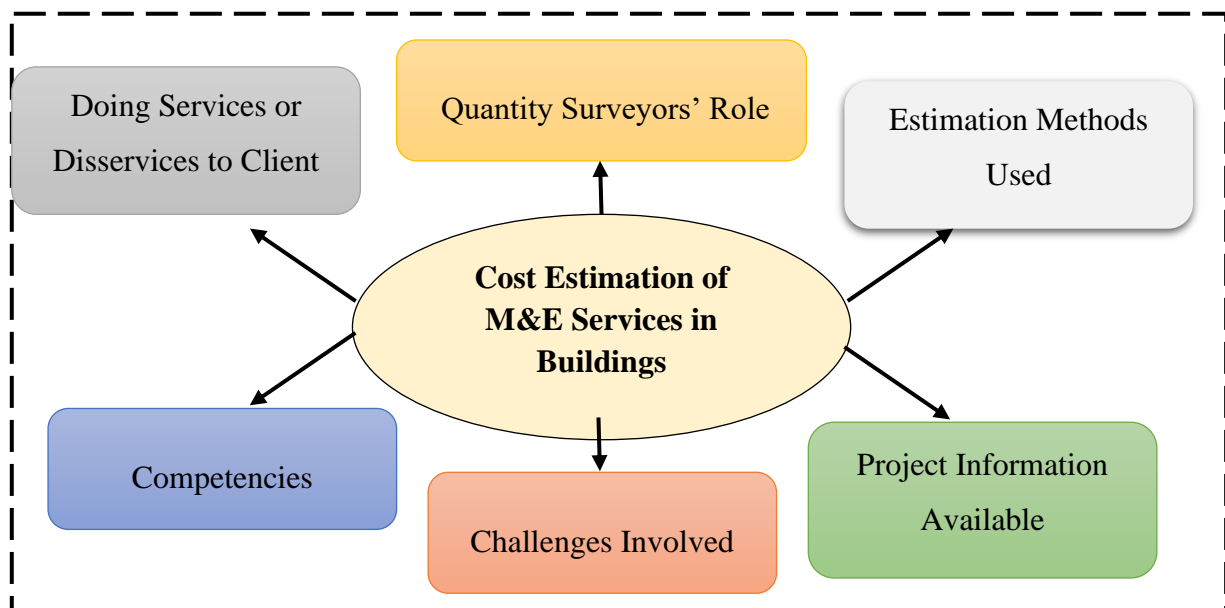 Doing Services or
Disservices to Client
Quantity Surveyors’ Role
Estimation Methods
Used
Cost Estimation of
M&E Services in
Buildings
Competencies
Challenges Involved
Project Information
Available